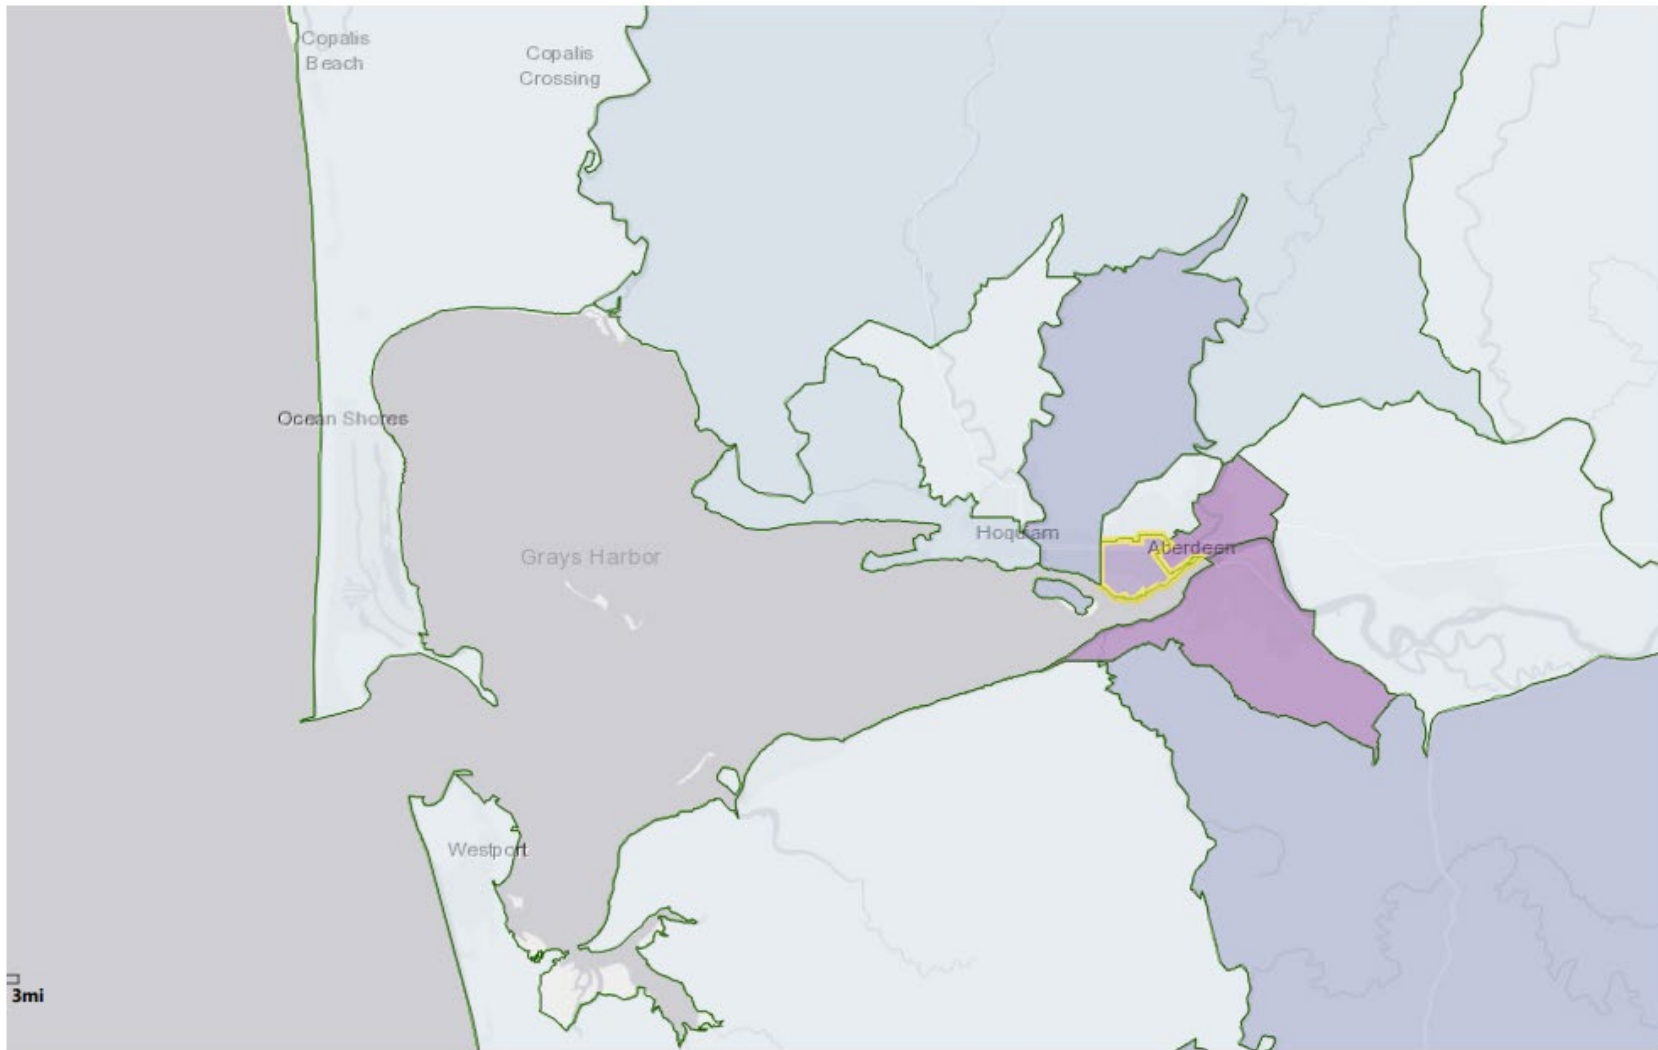 Copalis
Beach
Copalis
Crossing
Ocean Shores
Hoquiam
Aberdeen
Grays Harbor
Westport
3mi